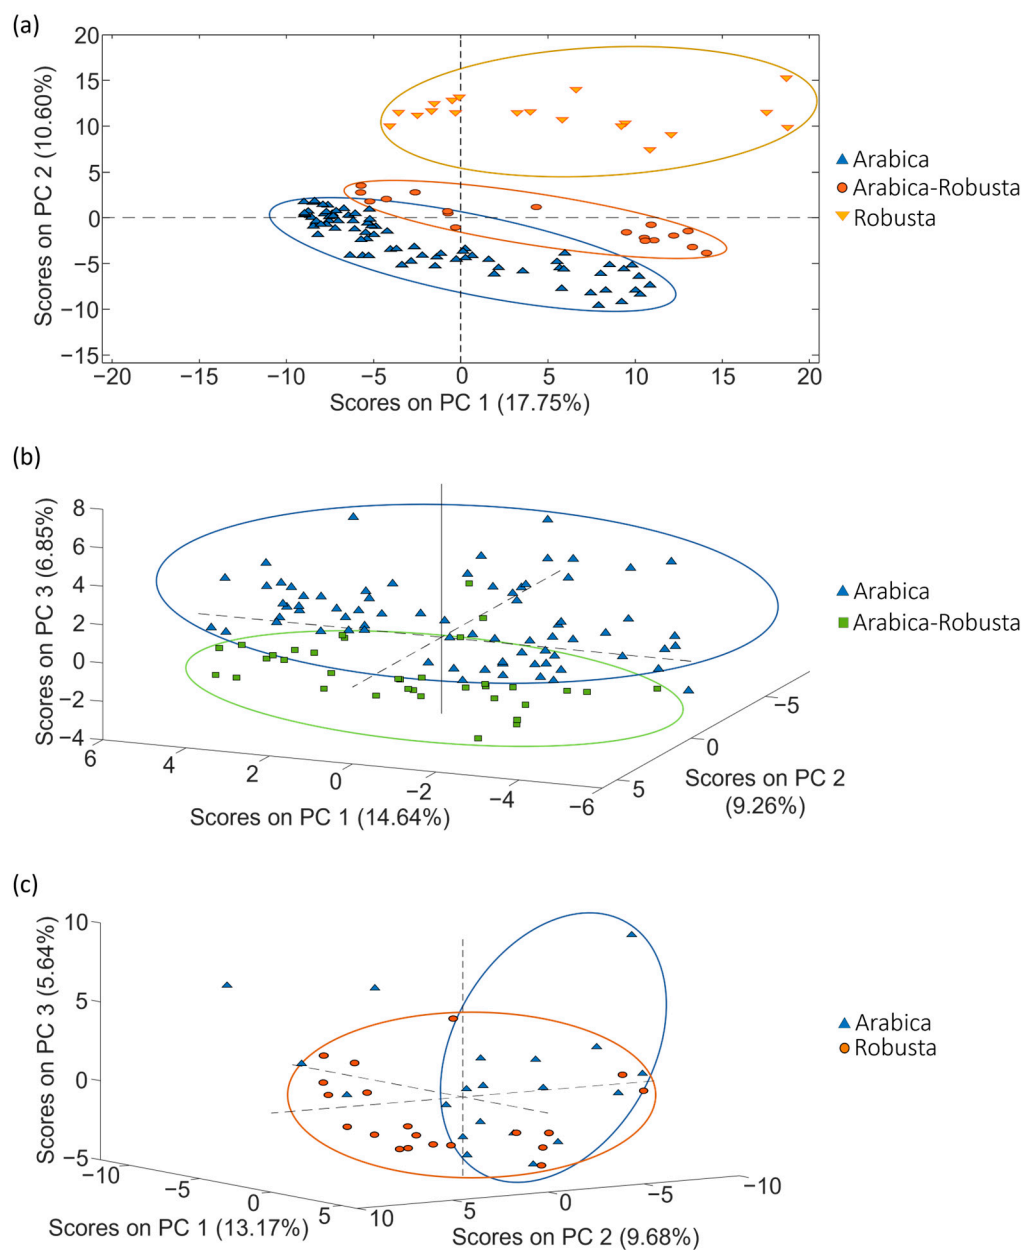 (a)
20
15
10
5
0
−5
−10
−15
Scores on PC 2 (10.60%)
−20
−15
−10
−5
0
5
10
15
20
Scores on PC 1 (17.75%)
Arabica
Arabica-Robusta
Robusta
(b)
8
6
4
2
0
−2
−4
Scores on PC 3 (6.85%)
6
4
2
0
−2
−4
−6
Scores on PC 1 (14.64%)
5
0
−5
Scores on PC 2
(9.26%)
Arabica
Arabica-Robusta
(c)
10
5
0
−5
Scores on PC 3 (5.64%)
−10
−5
0
5
Scores on PC 1 (13.17%)
10
5
0
−5
−10
Scores on PC 2 (9.68%)
Arabica
Robusta